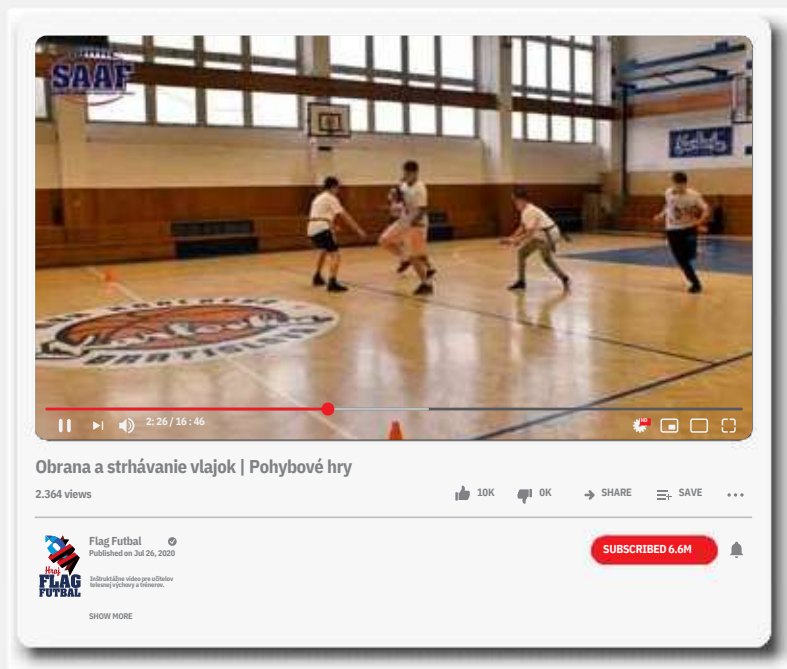 SAAF
2:26 / 16:46
HD
Obrana a strhávanie vlajok | Pohybové hry
2.364 views
10K
0K
SHARE
SAVE
Flag Futbal
Published on Jul 26, 2020
SUBSCRIBED 6.6M
Hraj
FLAG
FUTBAL
Inštruktážne video pre učiteľov
telesnej výchovy a trénerov.
SHOW MORE